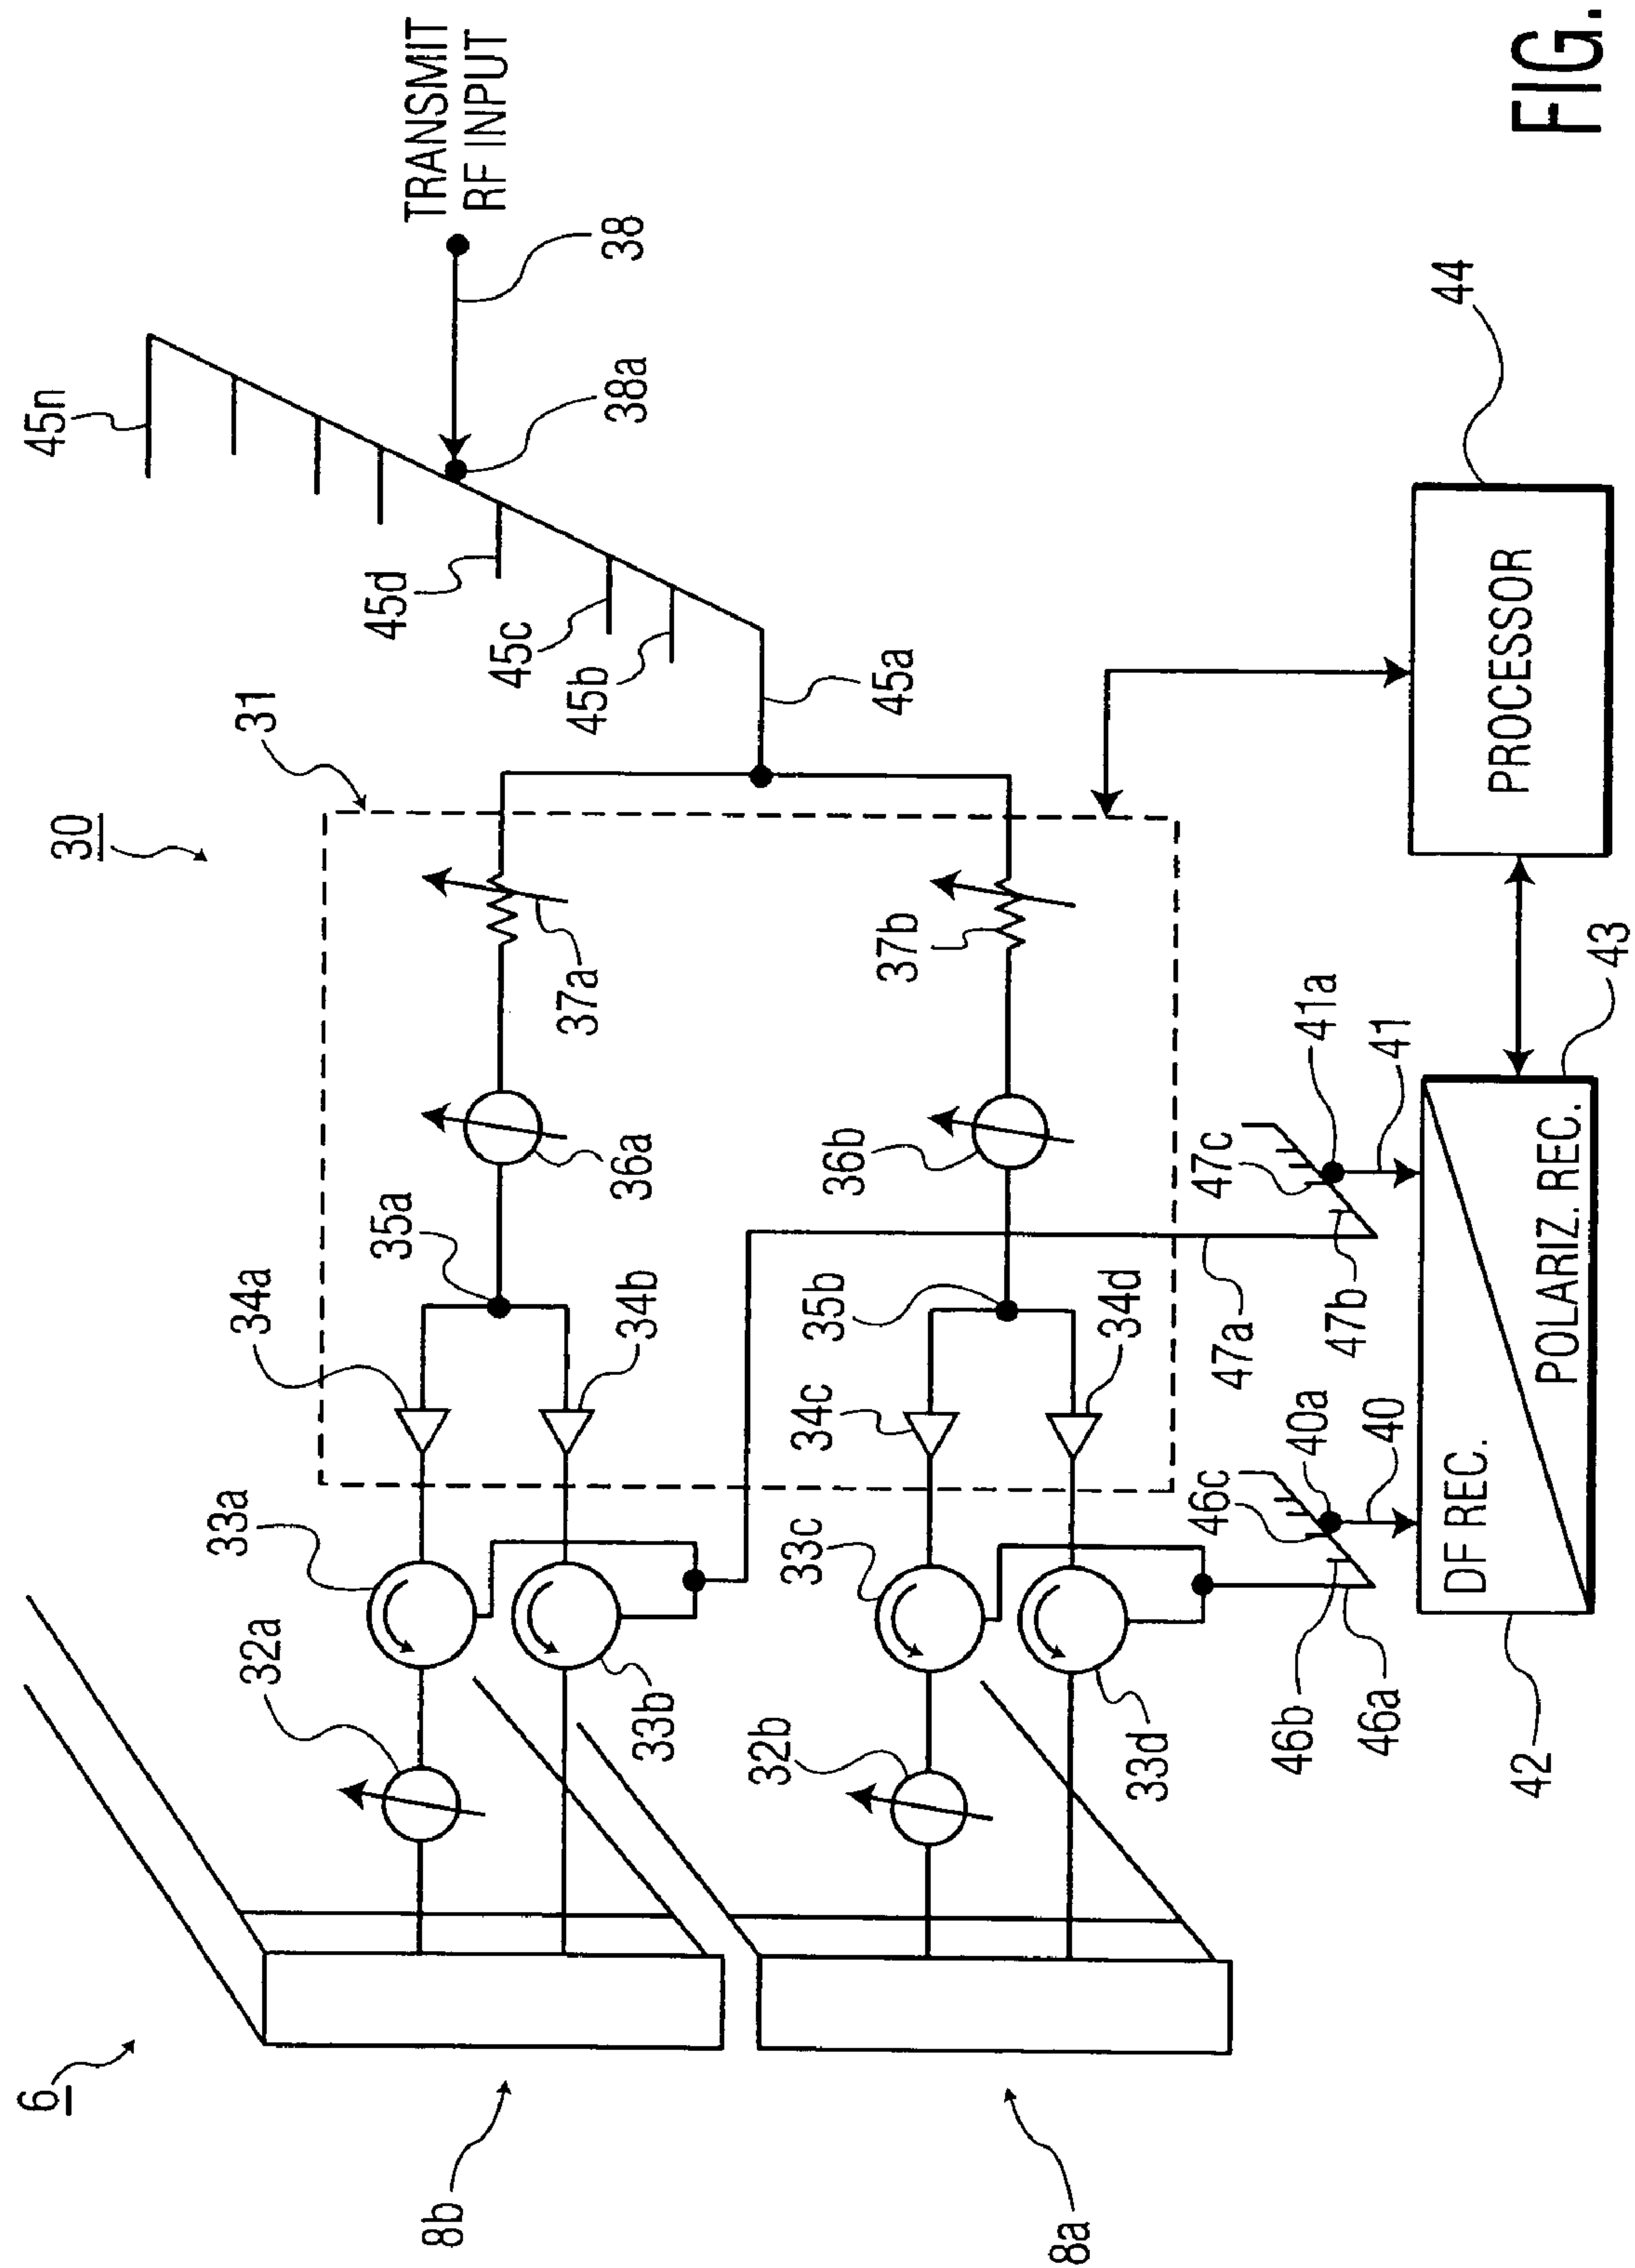 30
45n
TRANSMIT
RF INPUT
38
38a
45d
45c
45b
45a
31
37a
37b
36a
36b
35a
35b
34a
34b
34c
34d
33a
33b
33c
33d
32a
32b
6
8b
8a
47c
41a
41
47b
47a
46c
40a
40
46b
46a
DF REC.
POLARIZ. REC.
42
43
PROCESSOR
44
FIG.